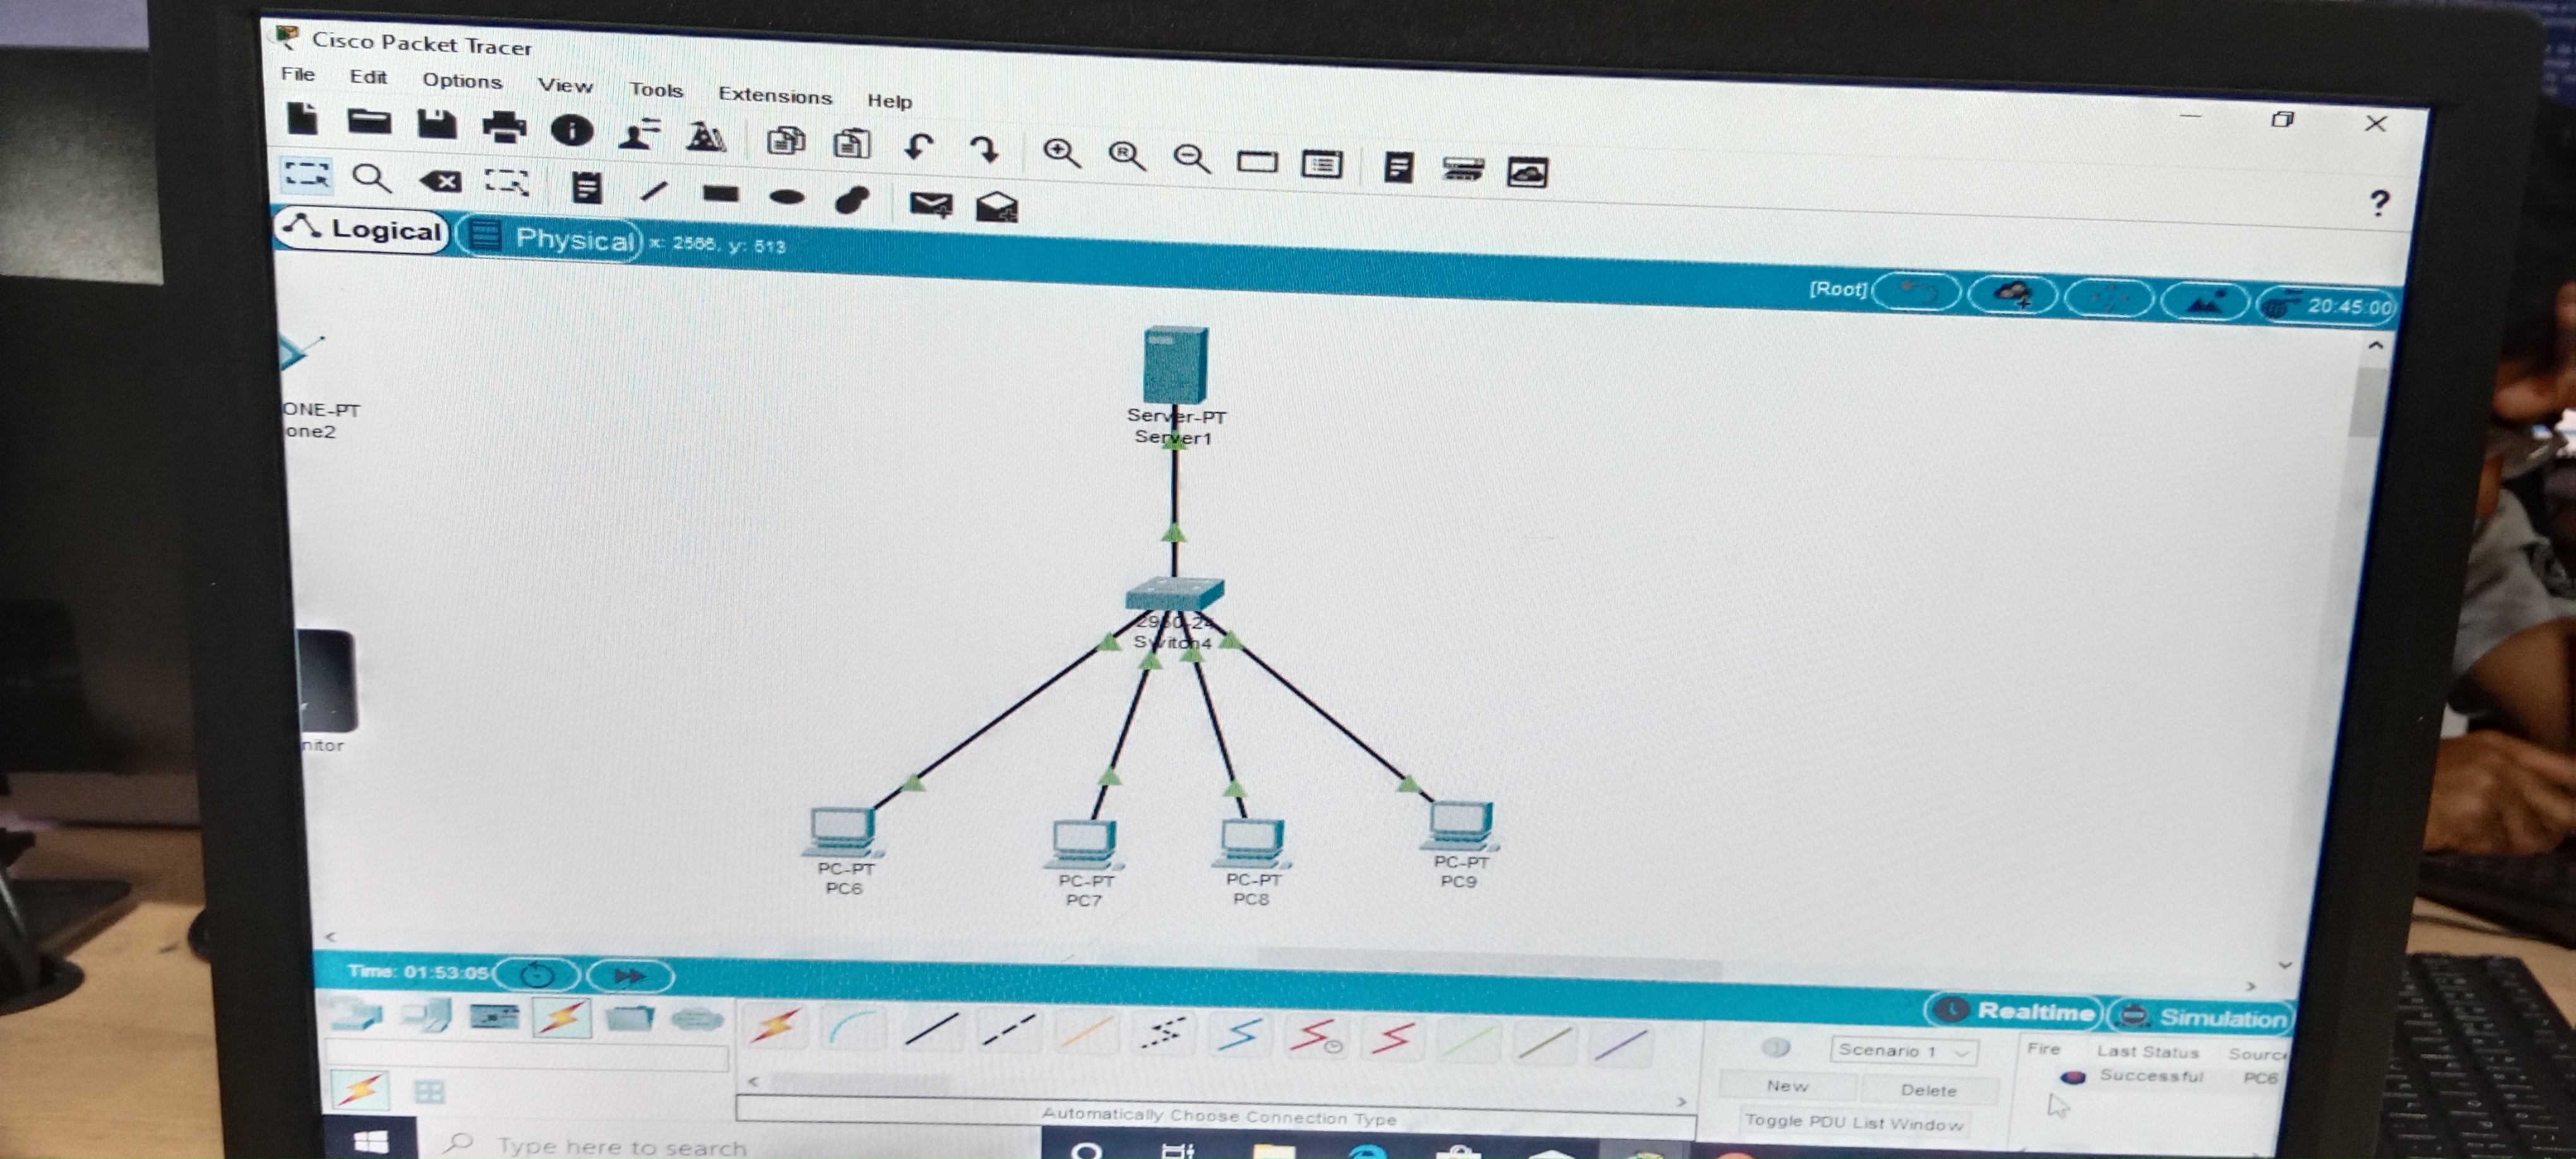 Cisco Packet Tracer
File Edit Options View Tools Extensions Help
Logical Physical x: 2566, y: 513
[Root] 20:45:00
ONE-PT
one2
Server-PT
Server1
2960-24
Switch4
nitor
PC-PT
PC6
PC-PT
PC7
PC-PT
PC8
PC-PT
PC9
Time: 01:53:05
Realtime Simulation
Scenario 1
Fire Last Status Source
Successful PC6
New Delete
Toggle PDU List Window
Automatically Choose Connection Type
Type here to search